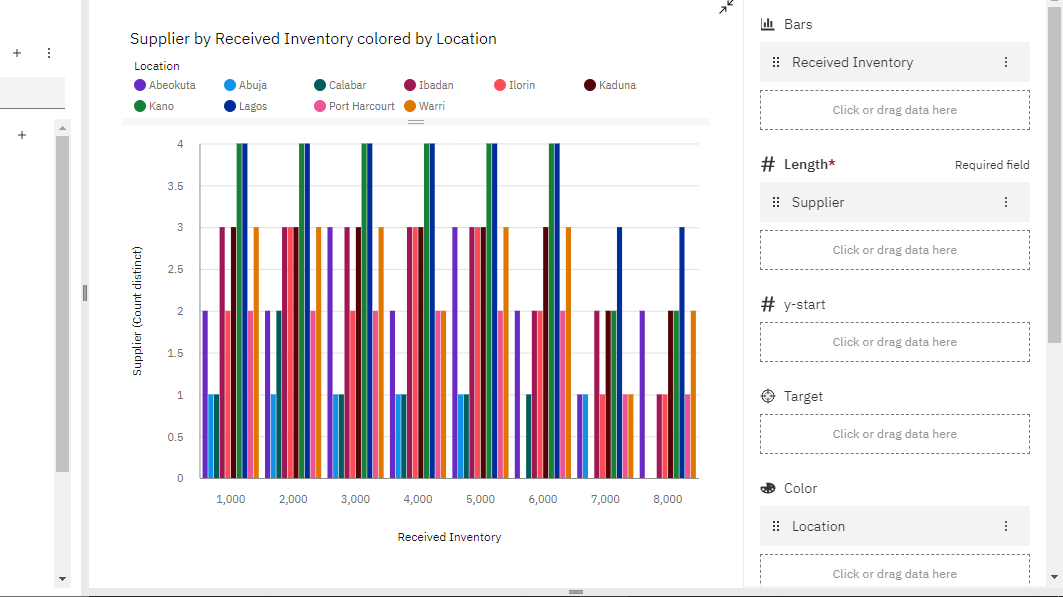 Supplier by Received Inventory colored by Location
Location
Abeokuta Abuja Calabar Ibadan Ilorin Kaduna
Kano Lagos Port Harcourt Warri
4
3.5
3
2.5
2
1.5
1
0.5
0
Supplier (Count distinct)
1,000 2,000 3,000 4,000 5,000 6,000 7,000 8,000
Received Inventory
Bars
Received Inventory
Click or drag data here
# Length* Required field
Supplier
Click or drag data here
# y-start
Click or drag data here
Target
Click or drag data here
Color
Location
Click or drag data here